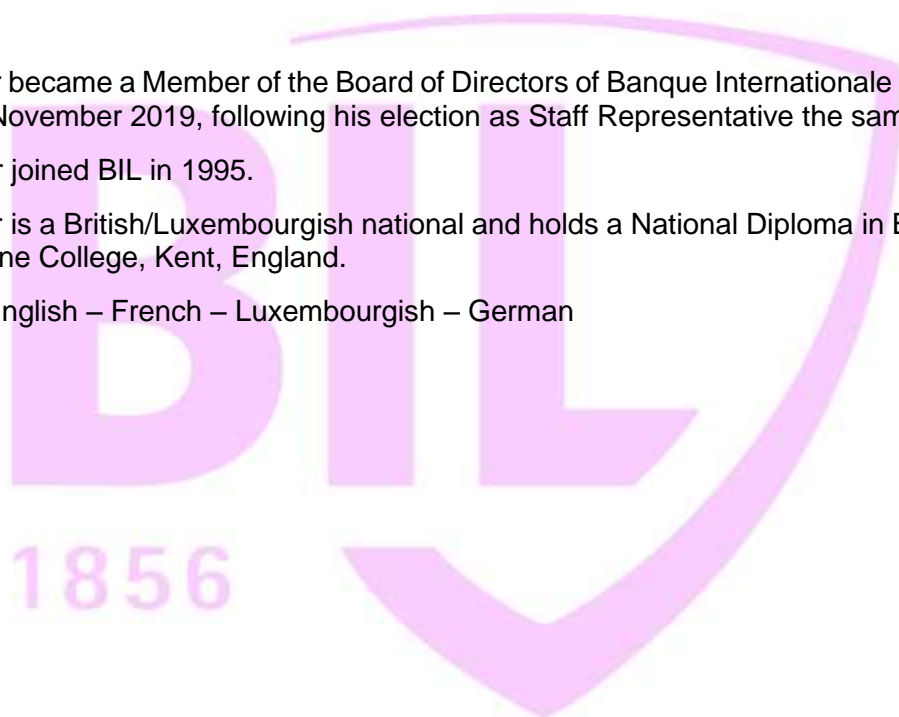 r became a Member of the Board of Directors of Banque Internationale
November 2019, following his election as Staff Representative the sam
r joined BIL in 1995.
r is a British/Luxembourgish national and holds a National Diploma in
ne College, Kent, England.
nglish – French – Luxembourgish – German
BIL
1856